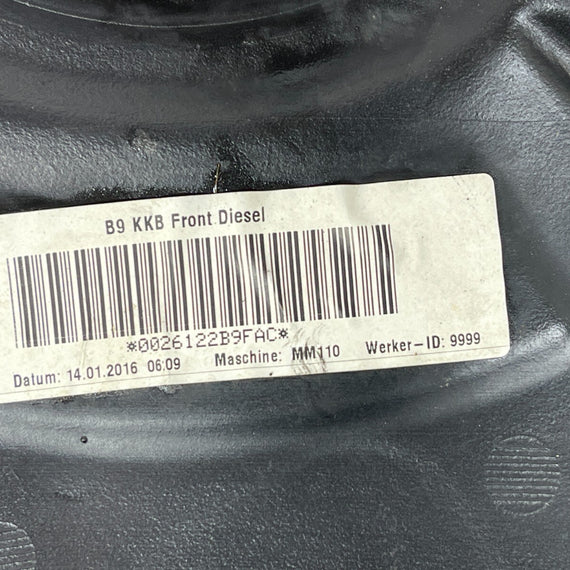 B9 KKB Front Diesel
*0026122B9FAC*
Datum: 14.01.2016 06:09 Maschine: MM110 Werker-ID: 9999